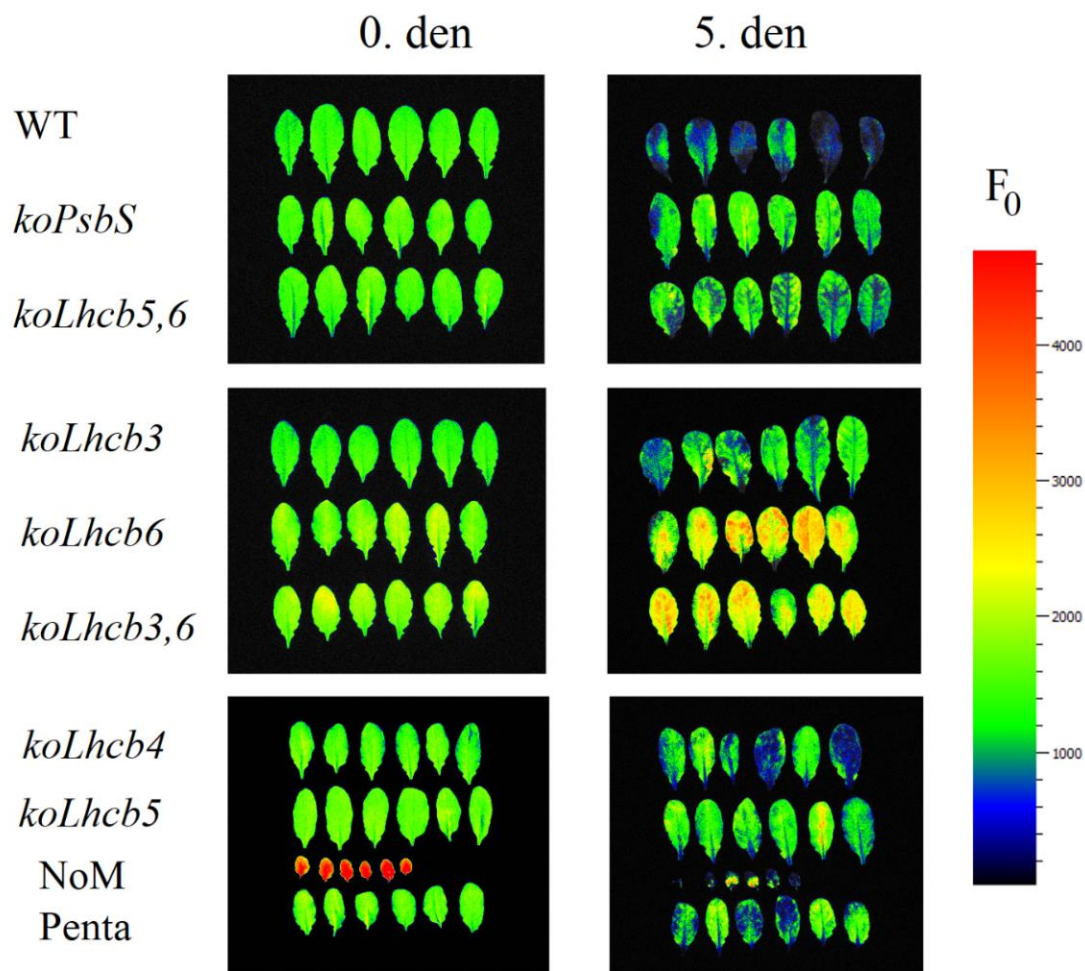 0. den
5. den
WT
koPsbS
koLhcb5,6
koLhcb3
koLhcb6
koLhcb3,6
koLhcb4
koLhcb5
NoM
Penta
F0
4000
3000
2000
1000